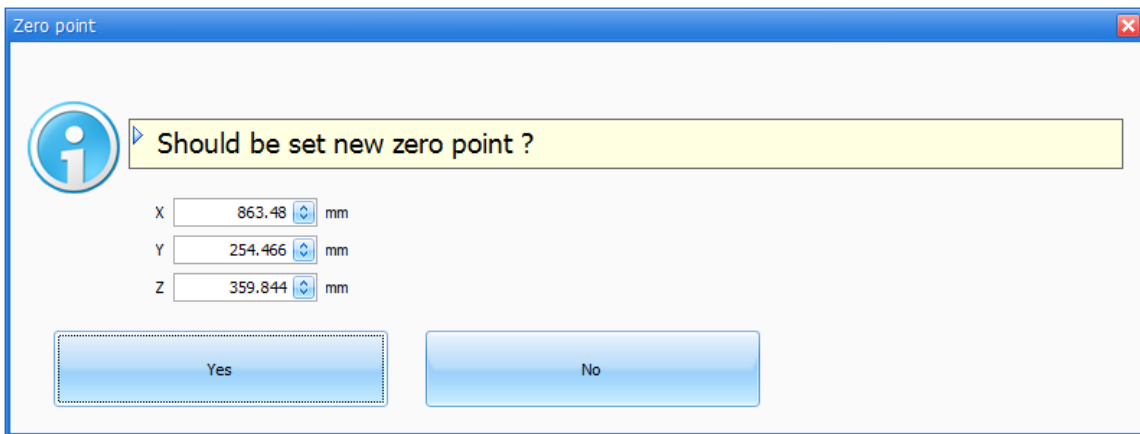 Zero point
Should be set new zero point ?
X 863.48 mm
Y 254.466 mm
Z 359.844 mm
Yes No